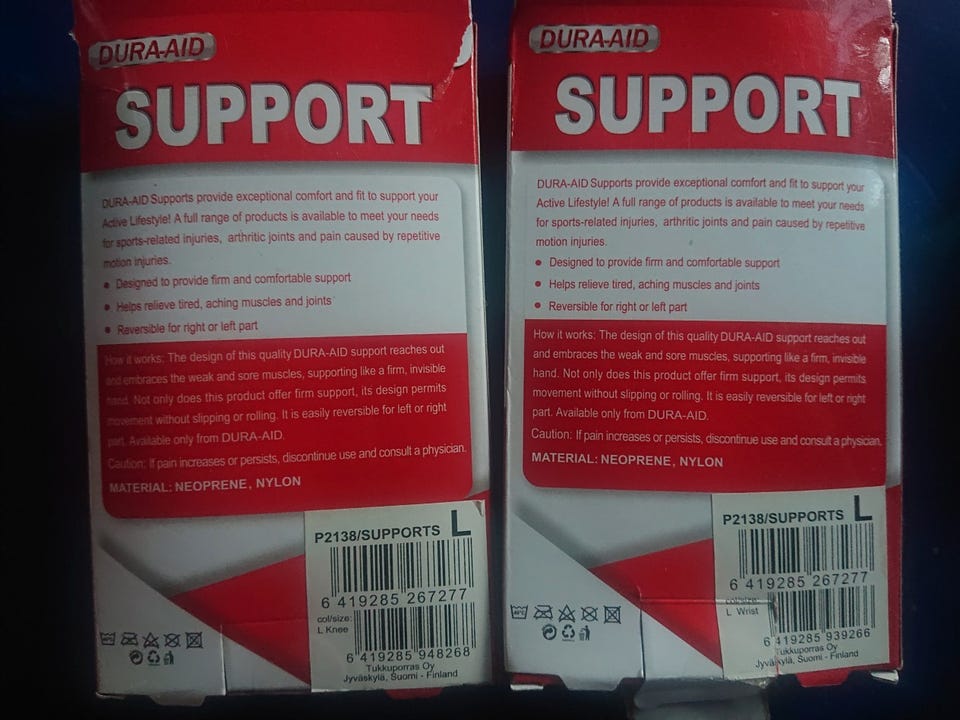 DURA-AID
SUPPORT
DURA-AID Supports provide exceptional comfort and fit to support your
Active Lifestyle! A full range of products is available to meet your needs
for sports-related injuries, arthritic joints and pain caused by repetitive
motion injuries.
• Designed to provide firm and comfortable support
• Helps relieve tired, aching muscles and joints
• Reversible for right or left part
How it works: The design of this quality DURA-AID support reaches out
and embraces the weak and sore muscles, supporting like a firm, invisible
hand. Not only does this product offer firm support, its design permits
movement without slipping or rolling. It is easily reversible for left or right
part. Available only from DURA-AID.
Caution: If pain increases or persists, discontinue use and consult a physician.
MATERIAL: NEOPRENE, NYLON
P2138/SUPPORTS L
6 419285 267277
col/size:
L Knee
6 419285 948268
Tukkuporras Oy
Jyväskylä, Suomi - Finland
DURA-AID
SUPPORT
DURA-AID Supports provide exceptional comfort and fit to support your
Active Lifestyle! A full range of products is available to meet your needs
for sports-related injuries, arthritic joints and pain caused by repetitive
motion injuries.
• Designed to provide firm and comfortable support
• Helps relieve tired, aching muscles and joints
• Reversible for right or left part
How it works: The design of this quality DURA-AID support reaches out
and embraces the weak and sore muscles, supporting like a firm, invisible
hand. Not only does this product offer firm support, its design permits
movement without slipping or rolling. It is easily reversible for left or right
part. Available only from DURA-AID.
Caution: If pain increases or persists, discontinue use and consult a physician.
MATERIAL: NEOPRENE, NYLON
P2138/SUPPORTS L
6 419285 267277
col/size:
L Wrist
6 419285 939266
Tukkuporras Oy
Jyväskylä, Suomi - Finland